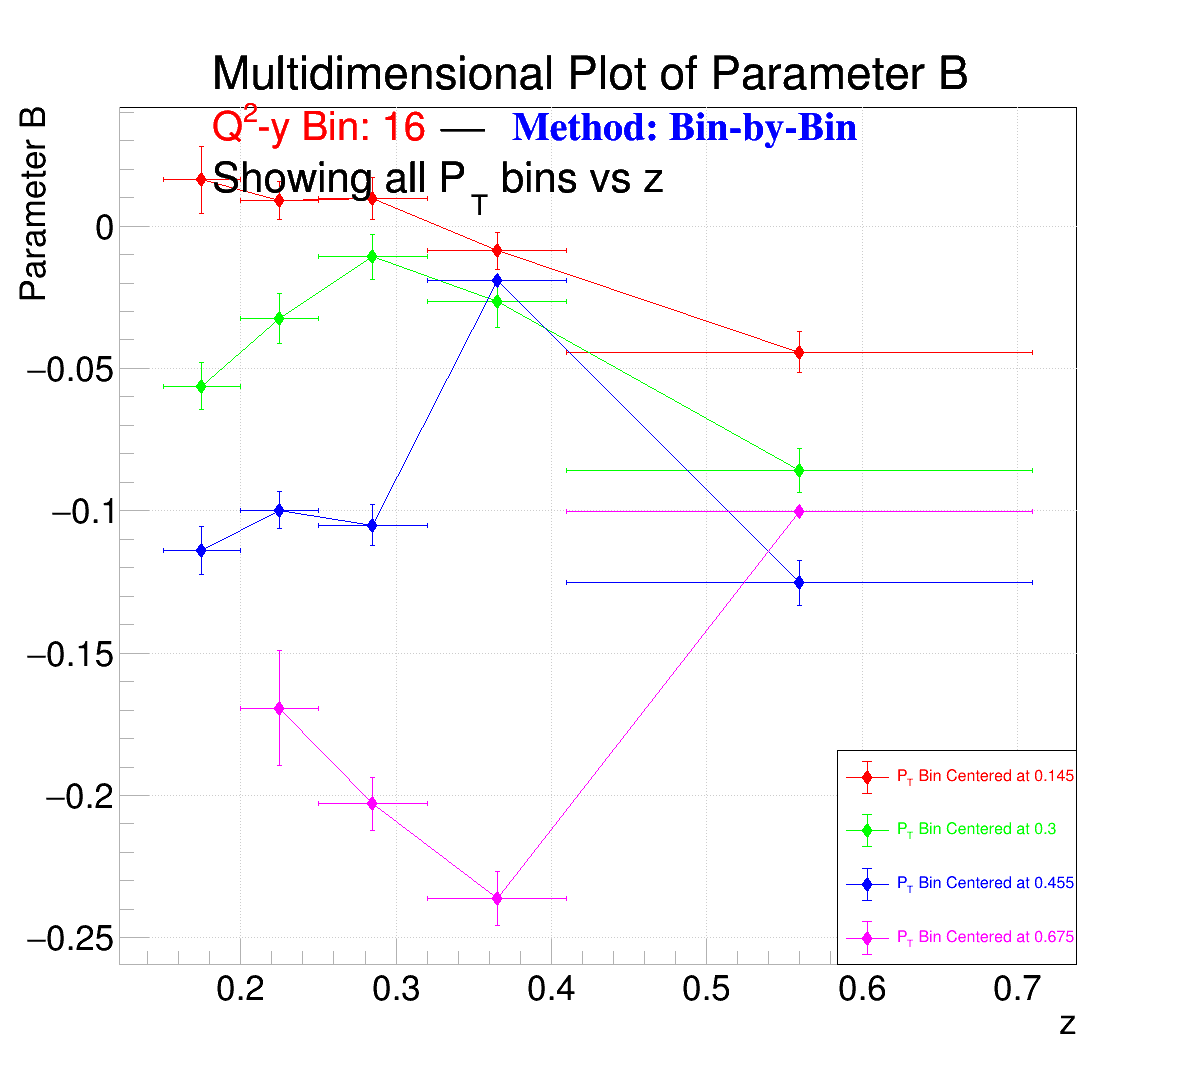 Multidimensional Plot of Parameter B
Q2-y Bin: 16 — Method: Bin-by-Bin
Showing all PT bins vs z
Parameter B
0
−0.05
−0.1
−0.15
−0.2
−0.25
0.2 0.3 0.4 0.5 0.6 0.7
z
PT Bin Centered at 0.145
PT Bin Centered at 0.3
PT Bin Centered at 0.455
PT Bin Centered at 0.675